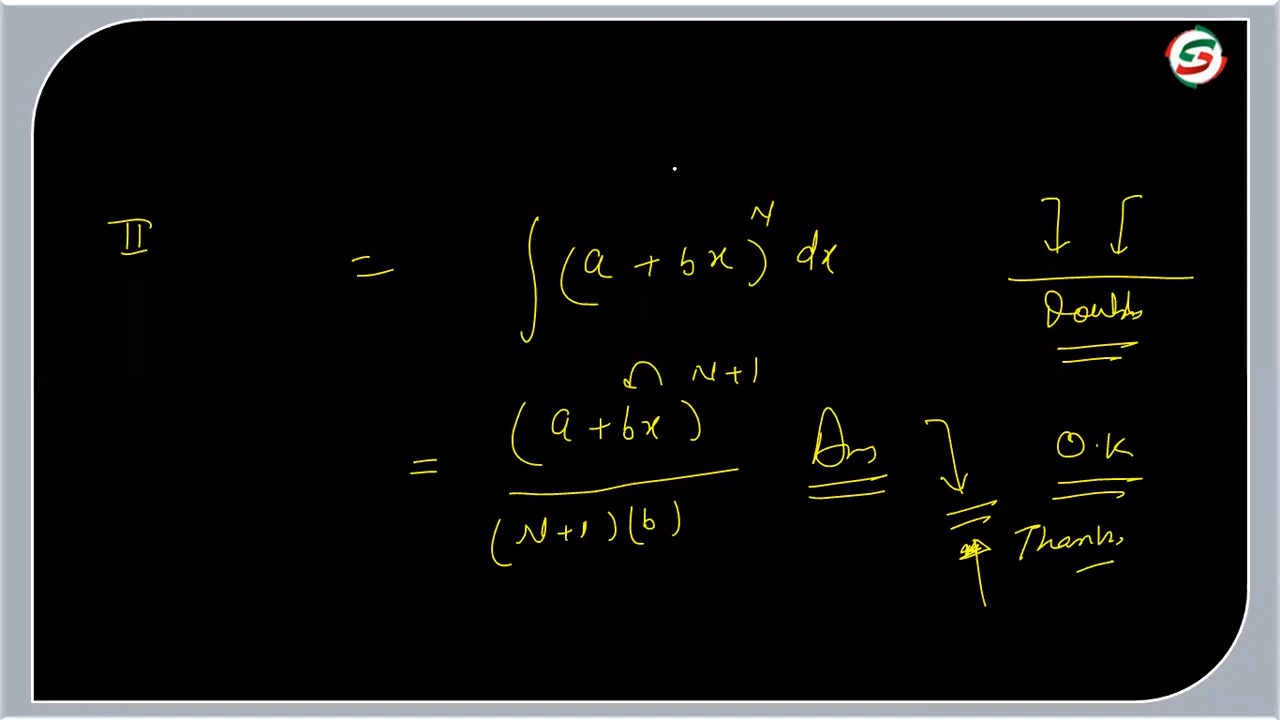 II = ∫(a + bx)^N dx
Doubts
= (a + bx)^N+1 / (N+1)(b) Ans
O.K
Thanks